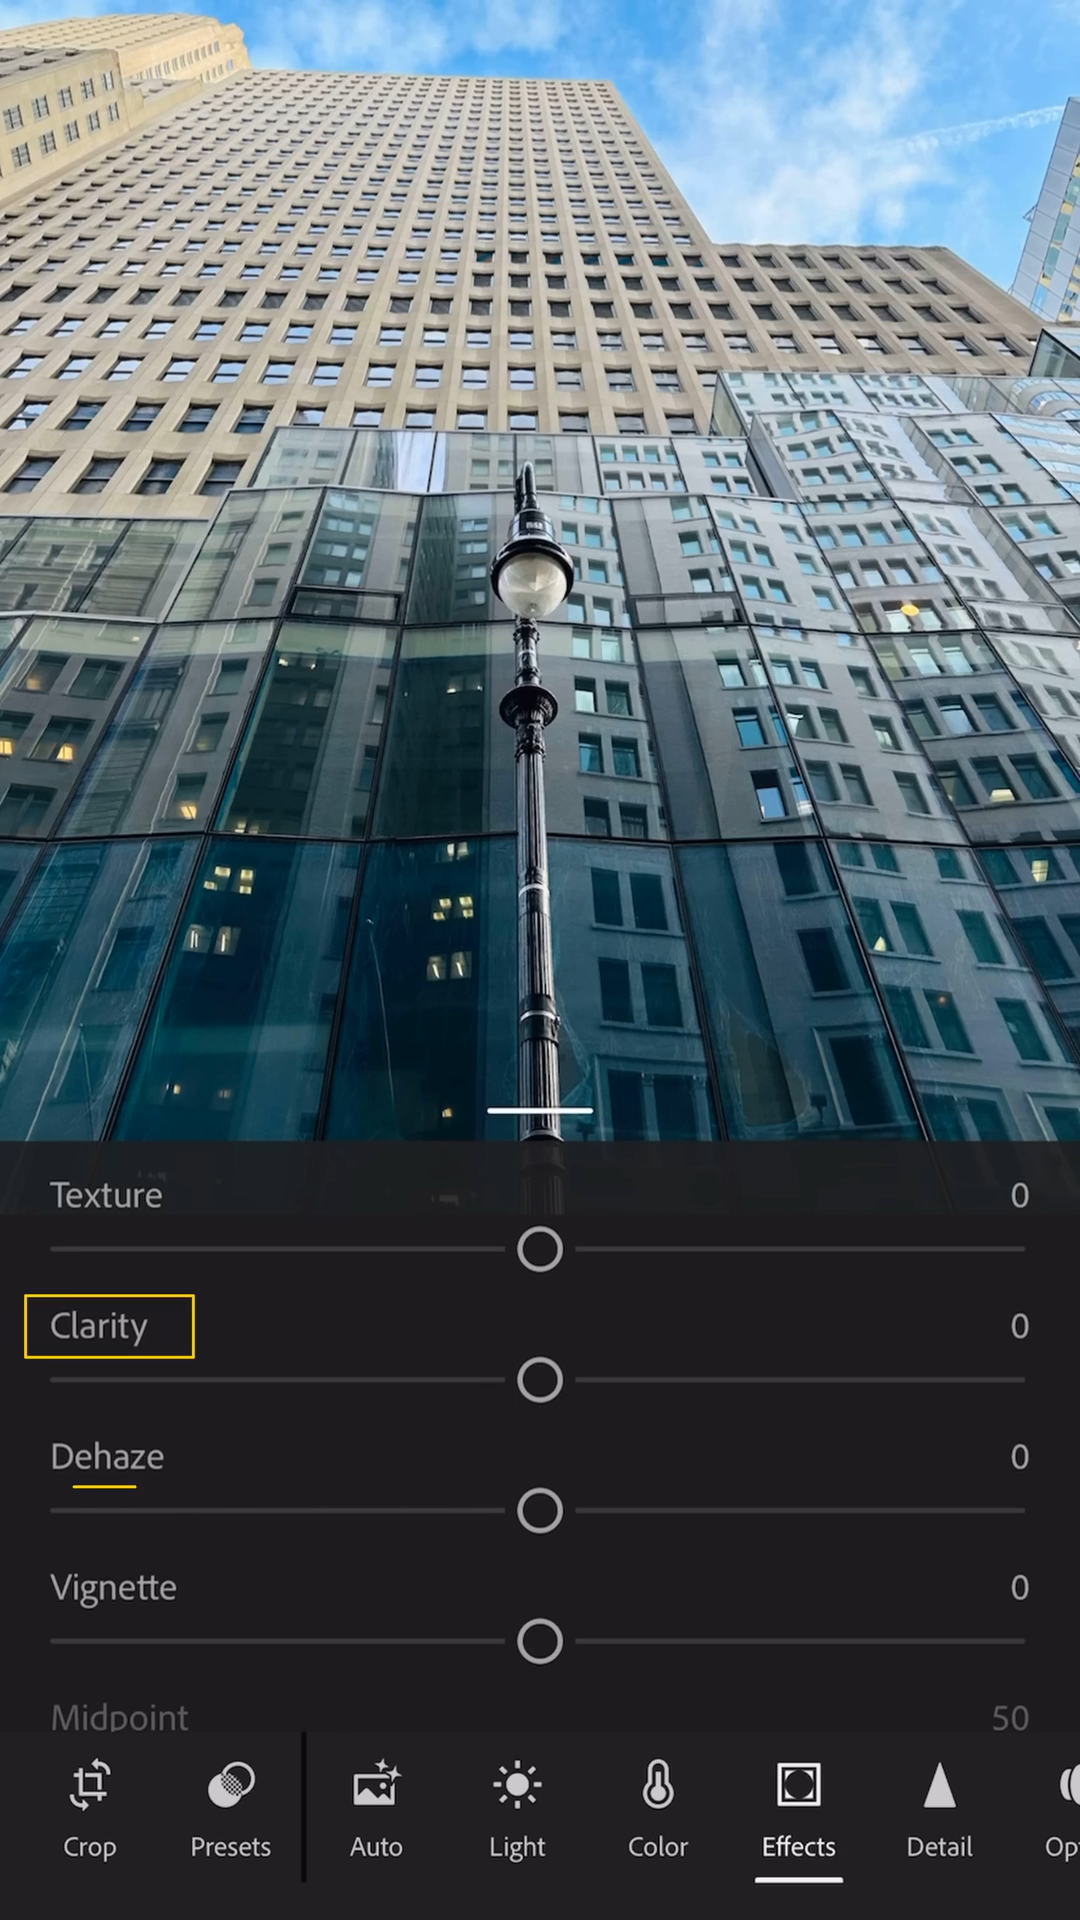 Texture 0
Clarity 0
Dehaze 0
Vignette 0
Midpoint 50
Crop Presets Auto Light Color Effects Detail